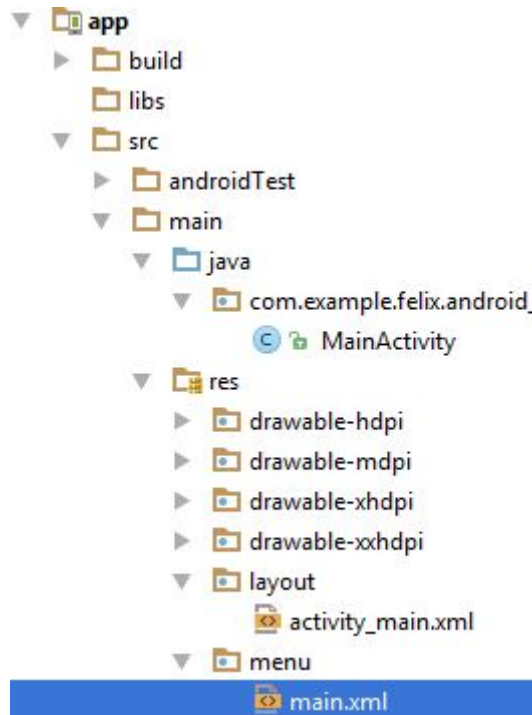 app
build
libs
src
androidTest
main
java
com.example.felix.android_
C MainActivity
res
drawable-hdpi
drawable-mdpi
drawable-xhdpi
drawable-xxhdpi
layout
activity_main.xml
menu
main.xml